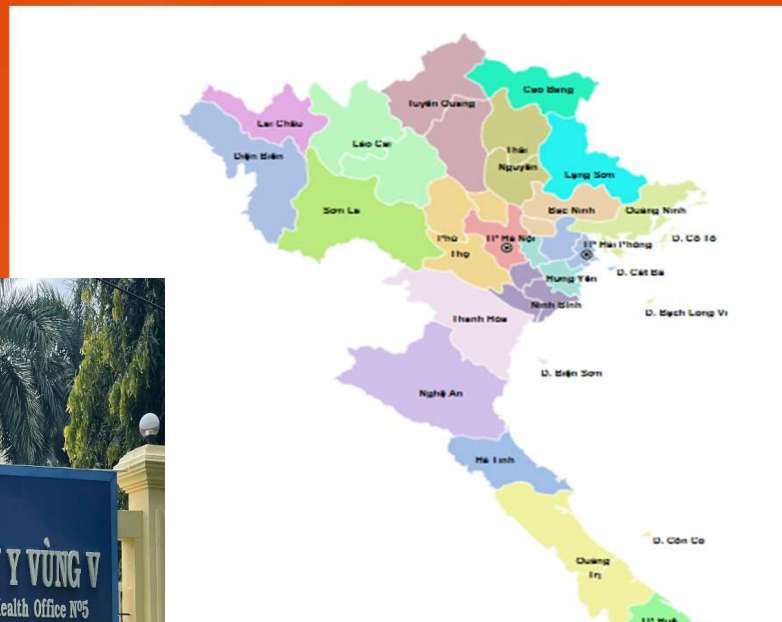 Cao Bằng
Tuyên Quang
Lai Châu
Lào Cai
Thái
Nguyên
Điện Biên
Lạng Sơn
Sơn La
Bắc Ninh
Quảng Ninh
Phú
Thọ
TP Hà Nội
TP Hải Phòng
Đ. Cô Tô
Hưng Yên
Đ. Cát Bà
Ninh Bình
Đ. Bạch Long Vĩ
Thanh Hóa
Đ. Biện Sơn
Nghệ An
Hà Tĩnh
Đ. Cồn Cỏ
Quảng
Trị
TP Huế
Y VÙNG V
ealth Office Nº5